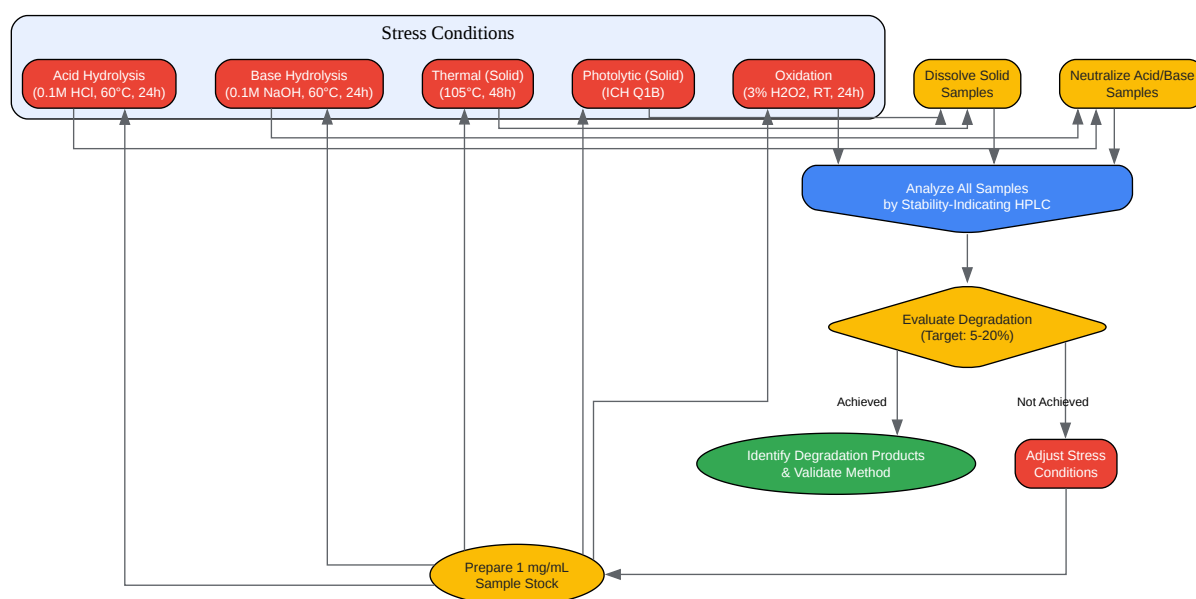 Stress Conditions
Acid Hydrolysis
(0.1M HCl, 60°C, 24h)
Base Hydrolysis
(0.1M NaOH, 60°C, 24h)
Thermal (Solid)
(105°C, 48h)
Photolytic (Solid)
(ICH Q1B)
Oxidation
(3% H2O2, RT, 24h)
Dissolve Solid
Samples
Neutralize Acid/Base
Samples
Analyze All Samples
by Stability-Indicating HPLC
Evaluate Degradation
(Target: 5-20%)
Achieved
Not Achieved
Identify Degradation Products
& Validate Method
Adjust Stress
Conditions
Prepare 1 mg/mL
Sample Stock